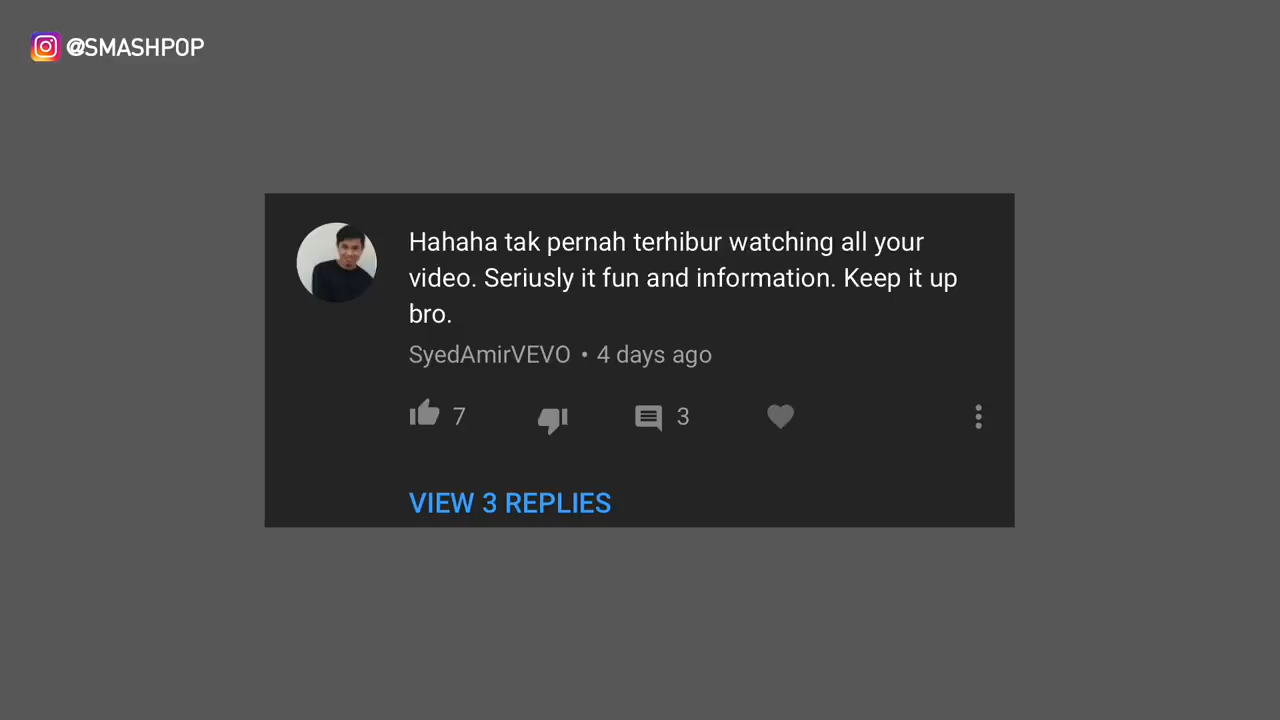 @SMASHPOP
Hahaha tak pernah terhibur watching all your
video. Seriusly it fun and information. Keep it up
bro.
SyedAmirVEVO • 4 days ago
7
3
VIEW 3 REPLIES